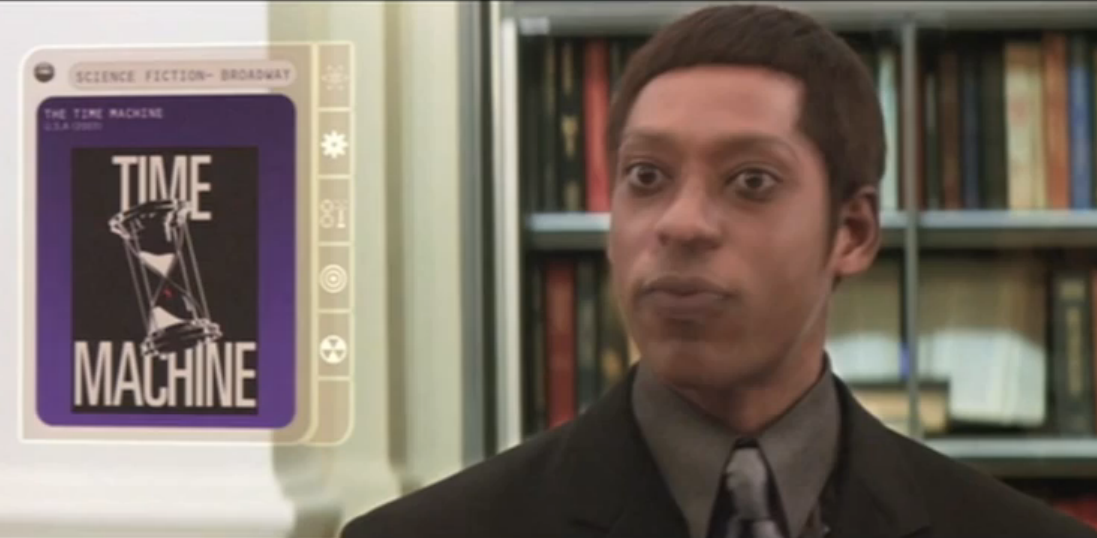 SCIENCE FICTION— BROADWAY
THE TIME MACHINE
TIME
MACHINE